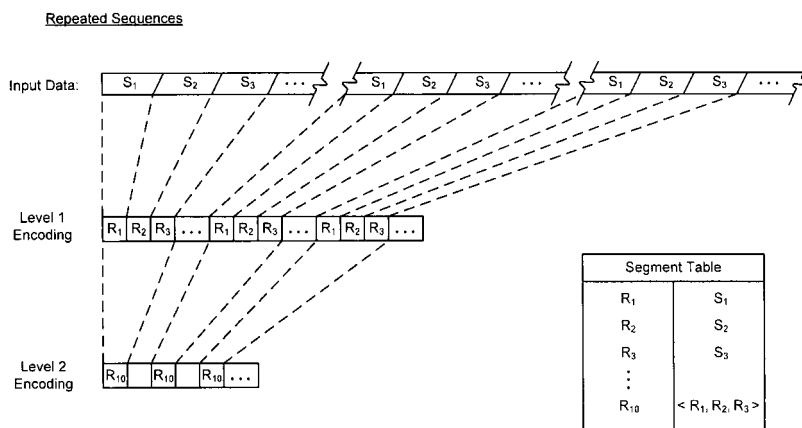 Repeated Sequences
Input Data: S1 S2 S3 ... S1 S2 S3 ... S1 S2 S3 ...
Level 1
Encoding
R1 R2 R3 ... R1 R2 R3 ... R1 R2 R3 ...
Segment Table
R1 S1
R2 S2
R3 S3
⋮
R10 < R1, R2, R3 >
Level 2
Encoding
R10 R10 R10 ...